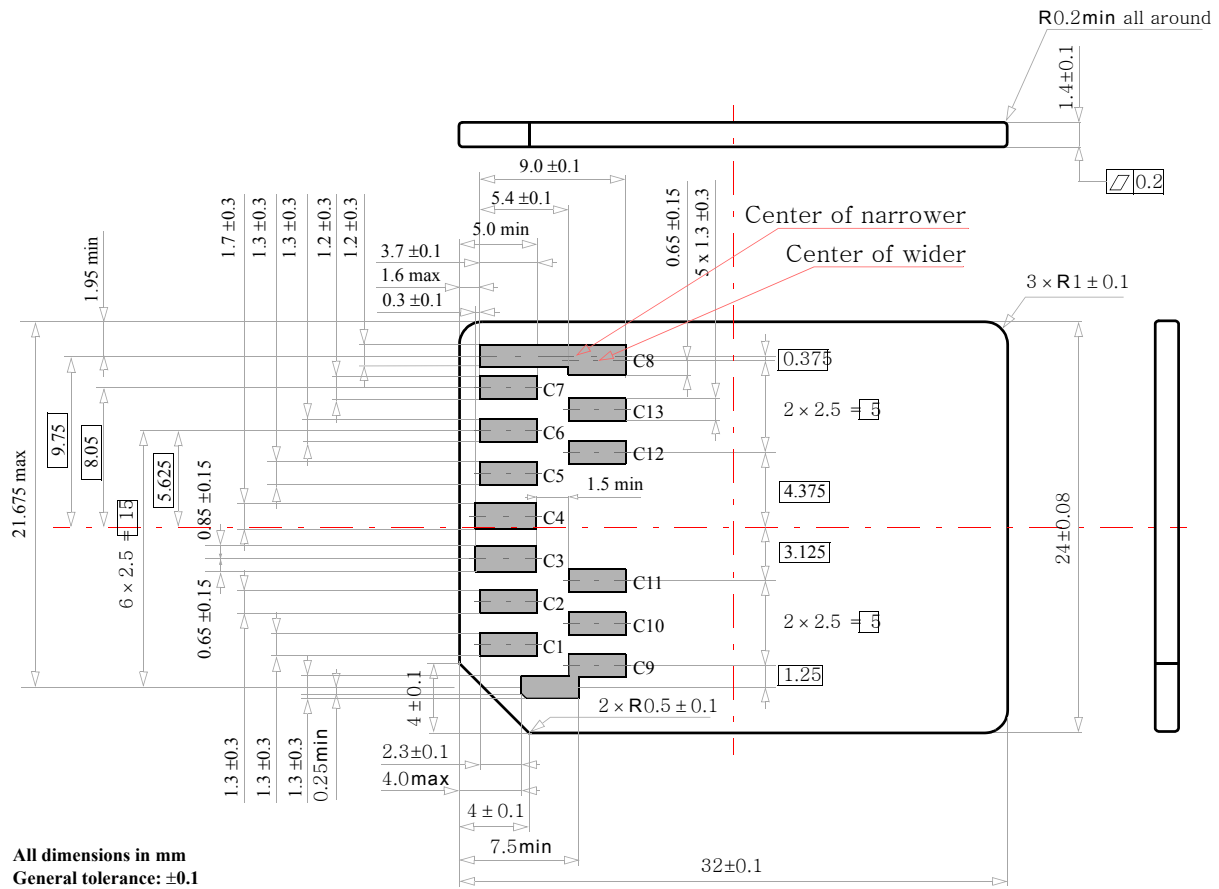 R0.2min all around
1.4±0.1
0.2
9.0 ±0.1
5.4 ±0.1
5.0 min
3.7 ±0.1
1.6 max
0.3 ±0.1
1.95 min
1.7 ±0.3
1.3 ±0.3
1.3 ±0.3
1.2 ±0.3
1.2 ±0.3
0.65 ±0.15
5 x 1.3 ±0.3
Center of narrower
Center of wider
3 × R1 ± 0.1
C8
C7
C13
C6
C12
C5
C4
C3
C11
C2
C10
C1
C9
0.375
2 × 2.5 = 5
4.375
3.125
2 × 2.5 = 5
1.25
1.5 min
24±0.08
21.675 max
9.75
8.05
5.625
6 × 2.5 = 15
0.85 ±0.15
0.65 ±0.15
1.3 ±0.3
1.3 ±0.3
1.3 ±0.3
0.25min
4 ±0.1
2 × R0.5 ± 0.1
2.3±0.1
4.0max
4 ± 0.1
7.5min
32±0.1
All dimensions in mm
General tolerance: ±0.1